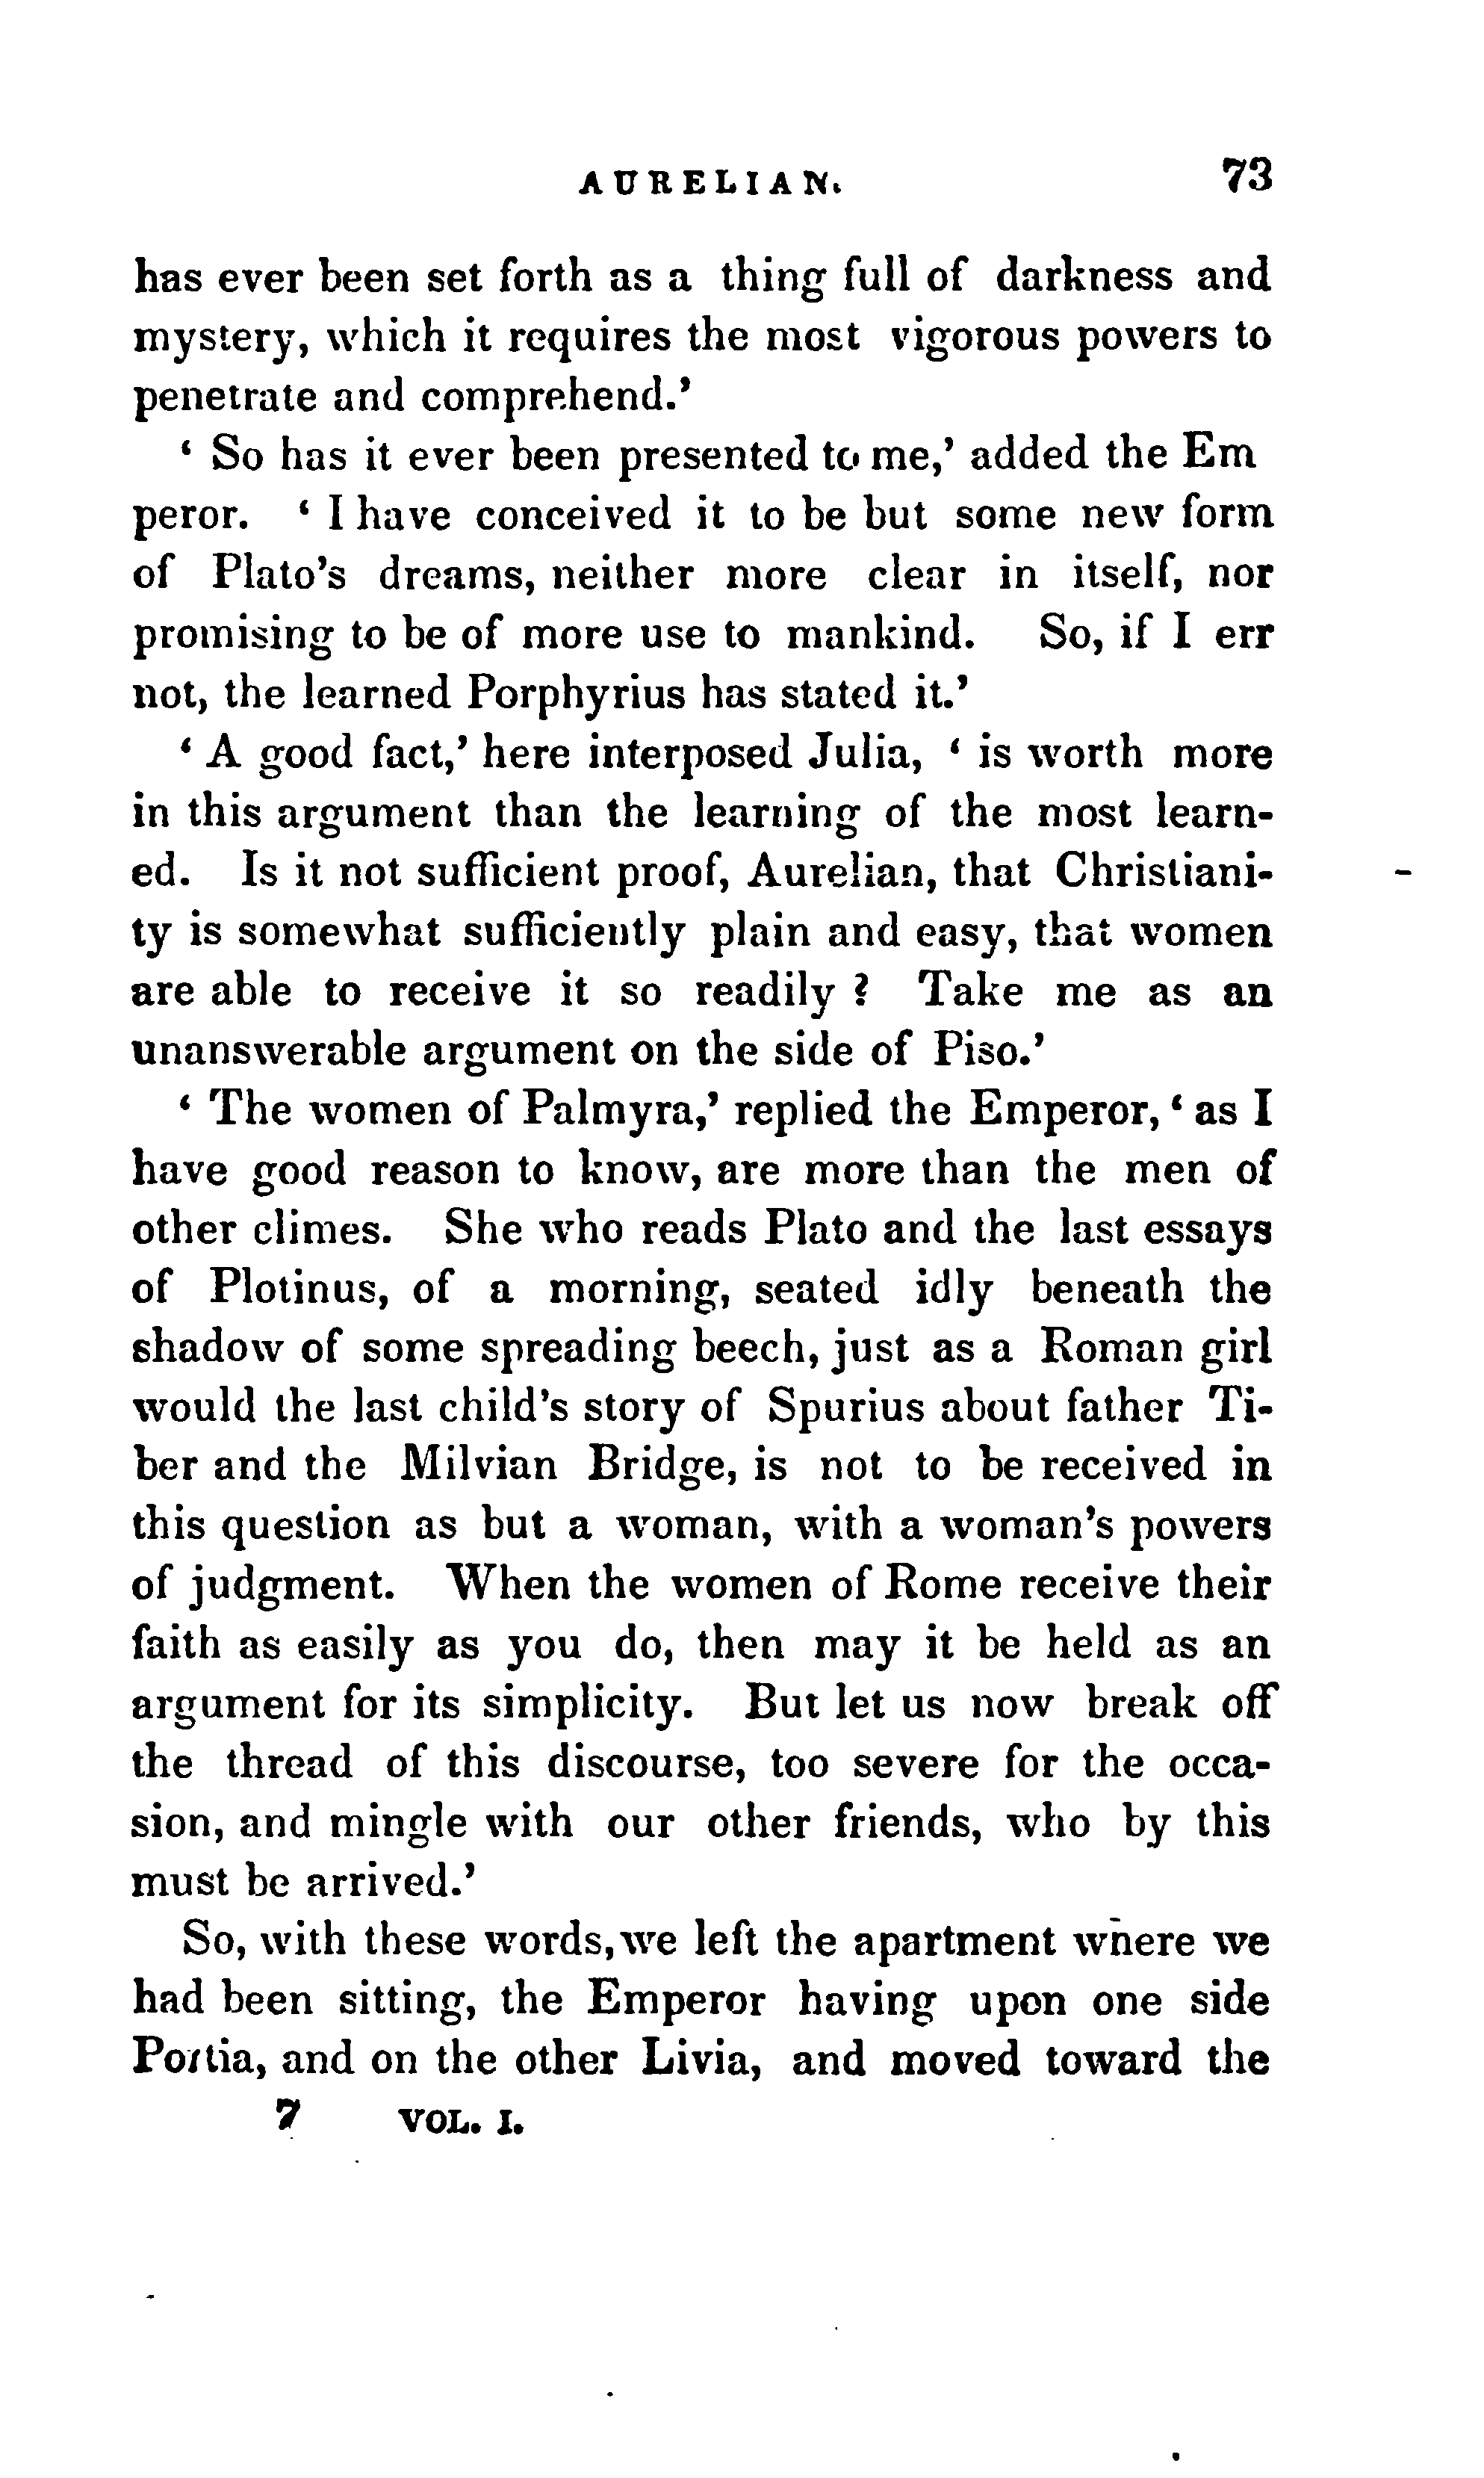 AURELIAN. 73
has ever been set forth as a thing full of darkness and
mystery, which it requires the most vigorous powers to
penetrate and comprehend.’
‘ So has it ever been presented to me,’ added the Em
peror. ‘ I have conceived it to be but some new form
of Plato’s dreams, neither more clear in itself, nor
promising to be of more use to mankind. So, if I err
not, the learned Porphyrius has stated it.’
‘ A good fact,’ here interposed Julia, ‘ is worth more
in this argument than the learning of the most learn-
ed. Is it not sufficient proof, Aurelian, that Christiani-
ty is somewhat sufficiently plain and easy, that women
are able to receive it so readily ? Take me as an
unanswerable argument on the side of Piso.’
‘ The women of Palmyra,’ replied the Emperor, ‘ as I
have good reason to know, are more than the men of
other climes. She who reads Plato and the last essays
of Plotinus, of a morning, seated idly beneath the
shadow of some spreading beech, just as a Roman girl
would the last child’s story of Spurius about father Ti-
ber and the Milvian Bridge, is not to be received in
this question as but a woman, with a woman’s powers
of judgment. When the women of Rome receive their
faith as easily as you do, then may it be held as an
argument for its simplicity. But let us now break off
the thread of this discourse, too severe for the occa-
sion, and mingle with our other friends, who by this
must be arrived.’
So, with these words, we left the apartment where we
had been sitting, the Emperor having upon one side
Portia, and on the other Livia, and moved toward the
7 VOL. I.